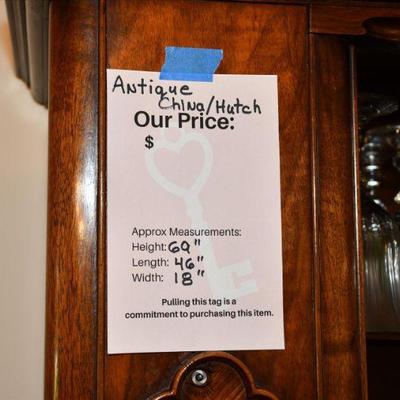 Antique
China/Hutch
Our Price:
$
Approx Measurements:
Height: 69"
Length: 46"
Width: 18"
Pulling this tag is a
commitment to purchasing this item.